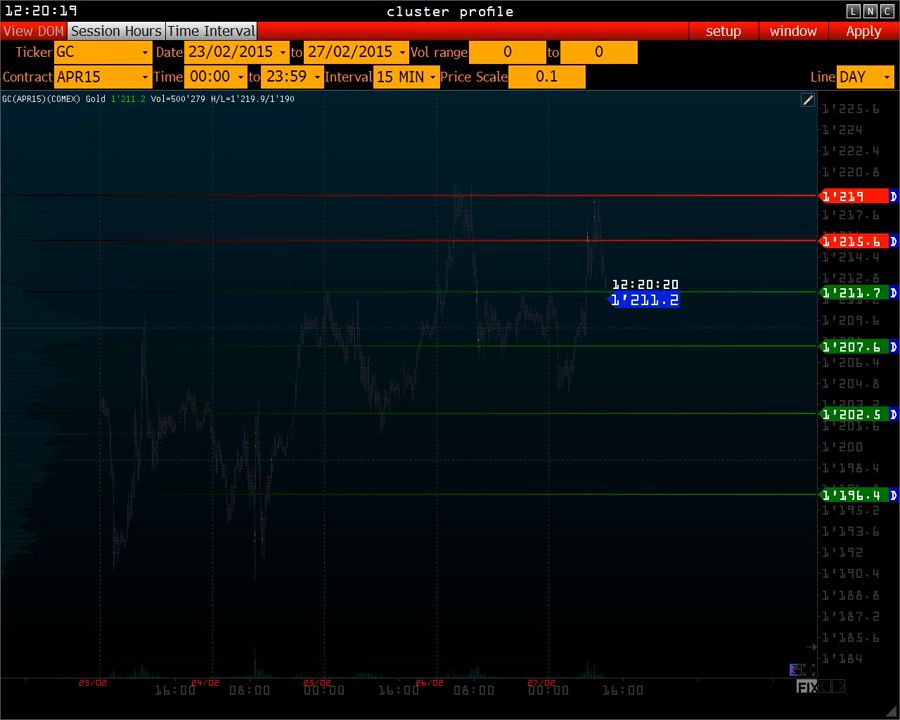 12:20:19 cluster profile L N C
View DOM Session Hours Time Interval setup window Apply
Ticker GC Date 23/02/2015 to 27/02/2015 Vol range 0 to 0
Contract APR15 Time 00:00 to 23:59 Interval 15 MIN Price Scale 0.1 Line DAY
GC(APR15)(COMEX) Gold 1'211.2 Vol=500'279 H/L=1'219.9/1'190
1'225.6
1'224
1'222.4
1'220.8
1'219 D
1'217.6
1'215.6 D
1'214.4
1'212.8
12:20:20
1'211.7 D
1'211.2
1'209.6
1'207.6 D
1'206.4
1'204.8
1'203.2
1'202.5 D
1'201.6
1'200
1'198.4
1'196.4 D
1'195.2
1'193.6
1'192
1'190.4
1'188.8
1'187.2
1'185.6
1'184
23/02 16:00 24/02 08:00 00:00 16:00 26/02 08:00 27/02 00:00 16:00
FIX